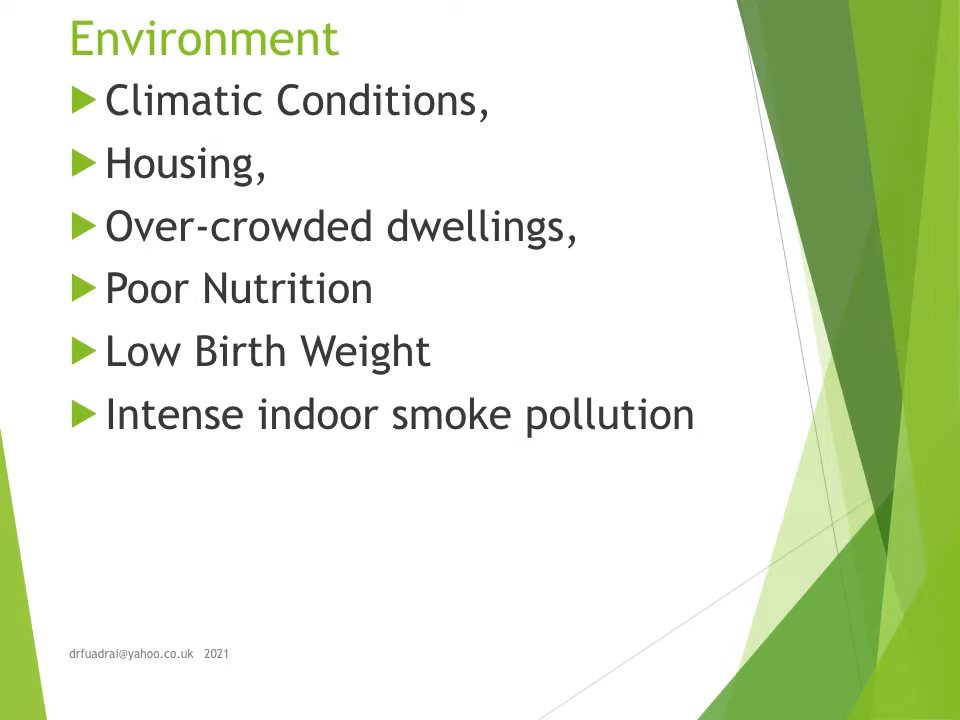 Environment
Climatic Conditions,
Housing,
Over-crowded dwellings,
Poor Nutrition
Low Birth Weight
Intense indoor smoke pollution
drfuadrai@yahoo.co.uk 2021